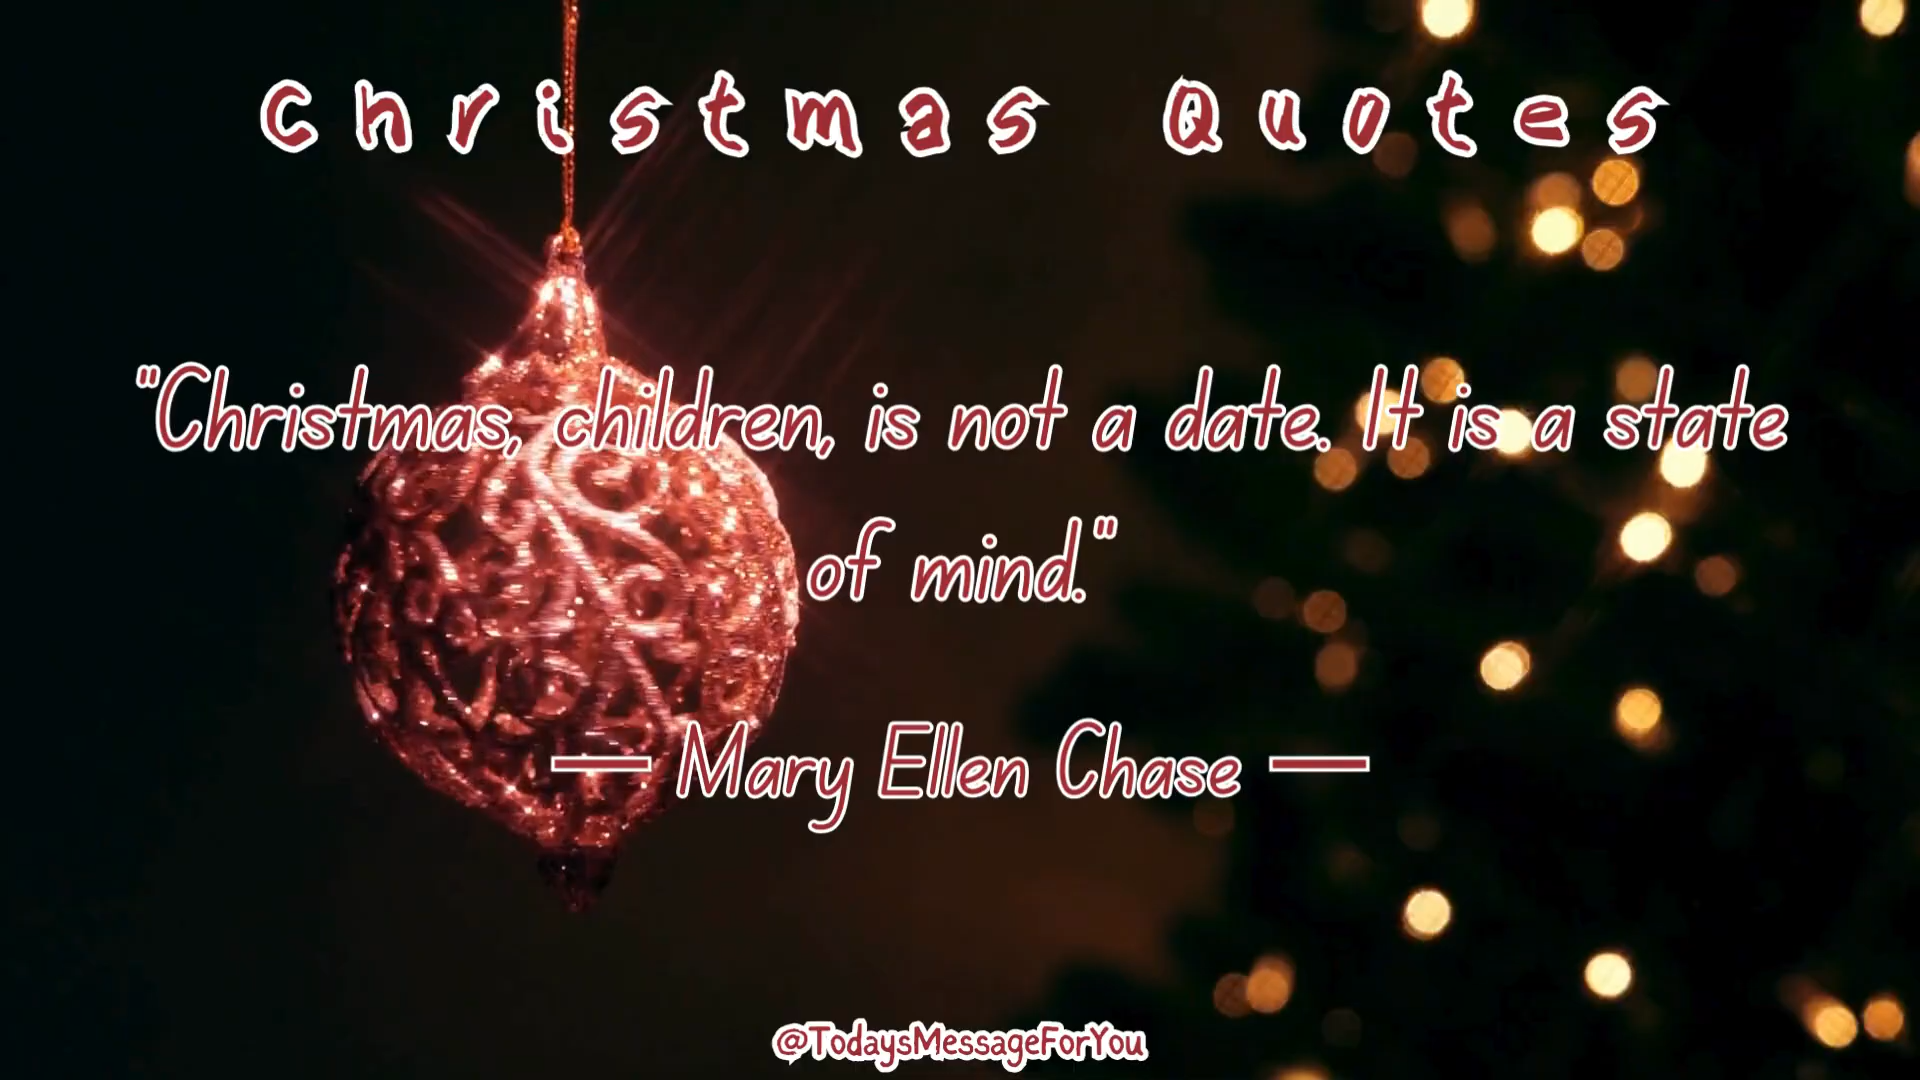 Christmas Quotes
"Christmas, children, is not a date. It is a state
of mind."
— Mary Ellen Chase —
@TodaysMessageForYou